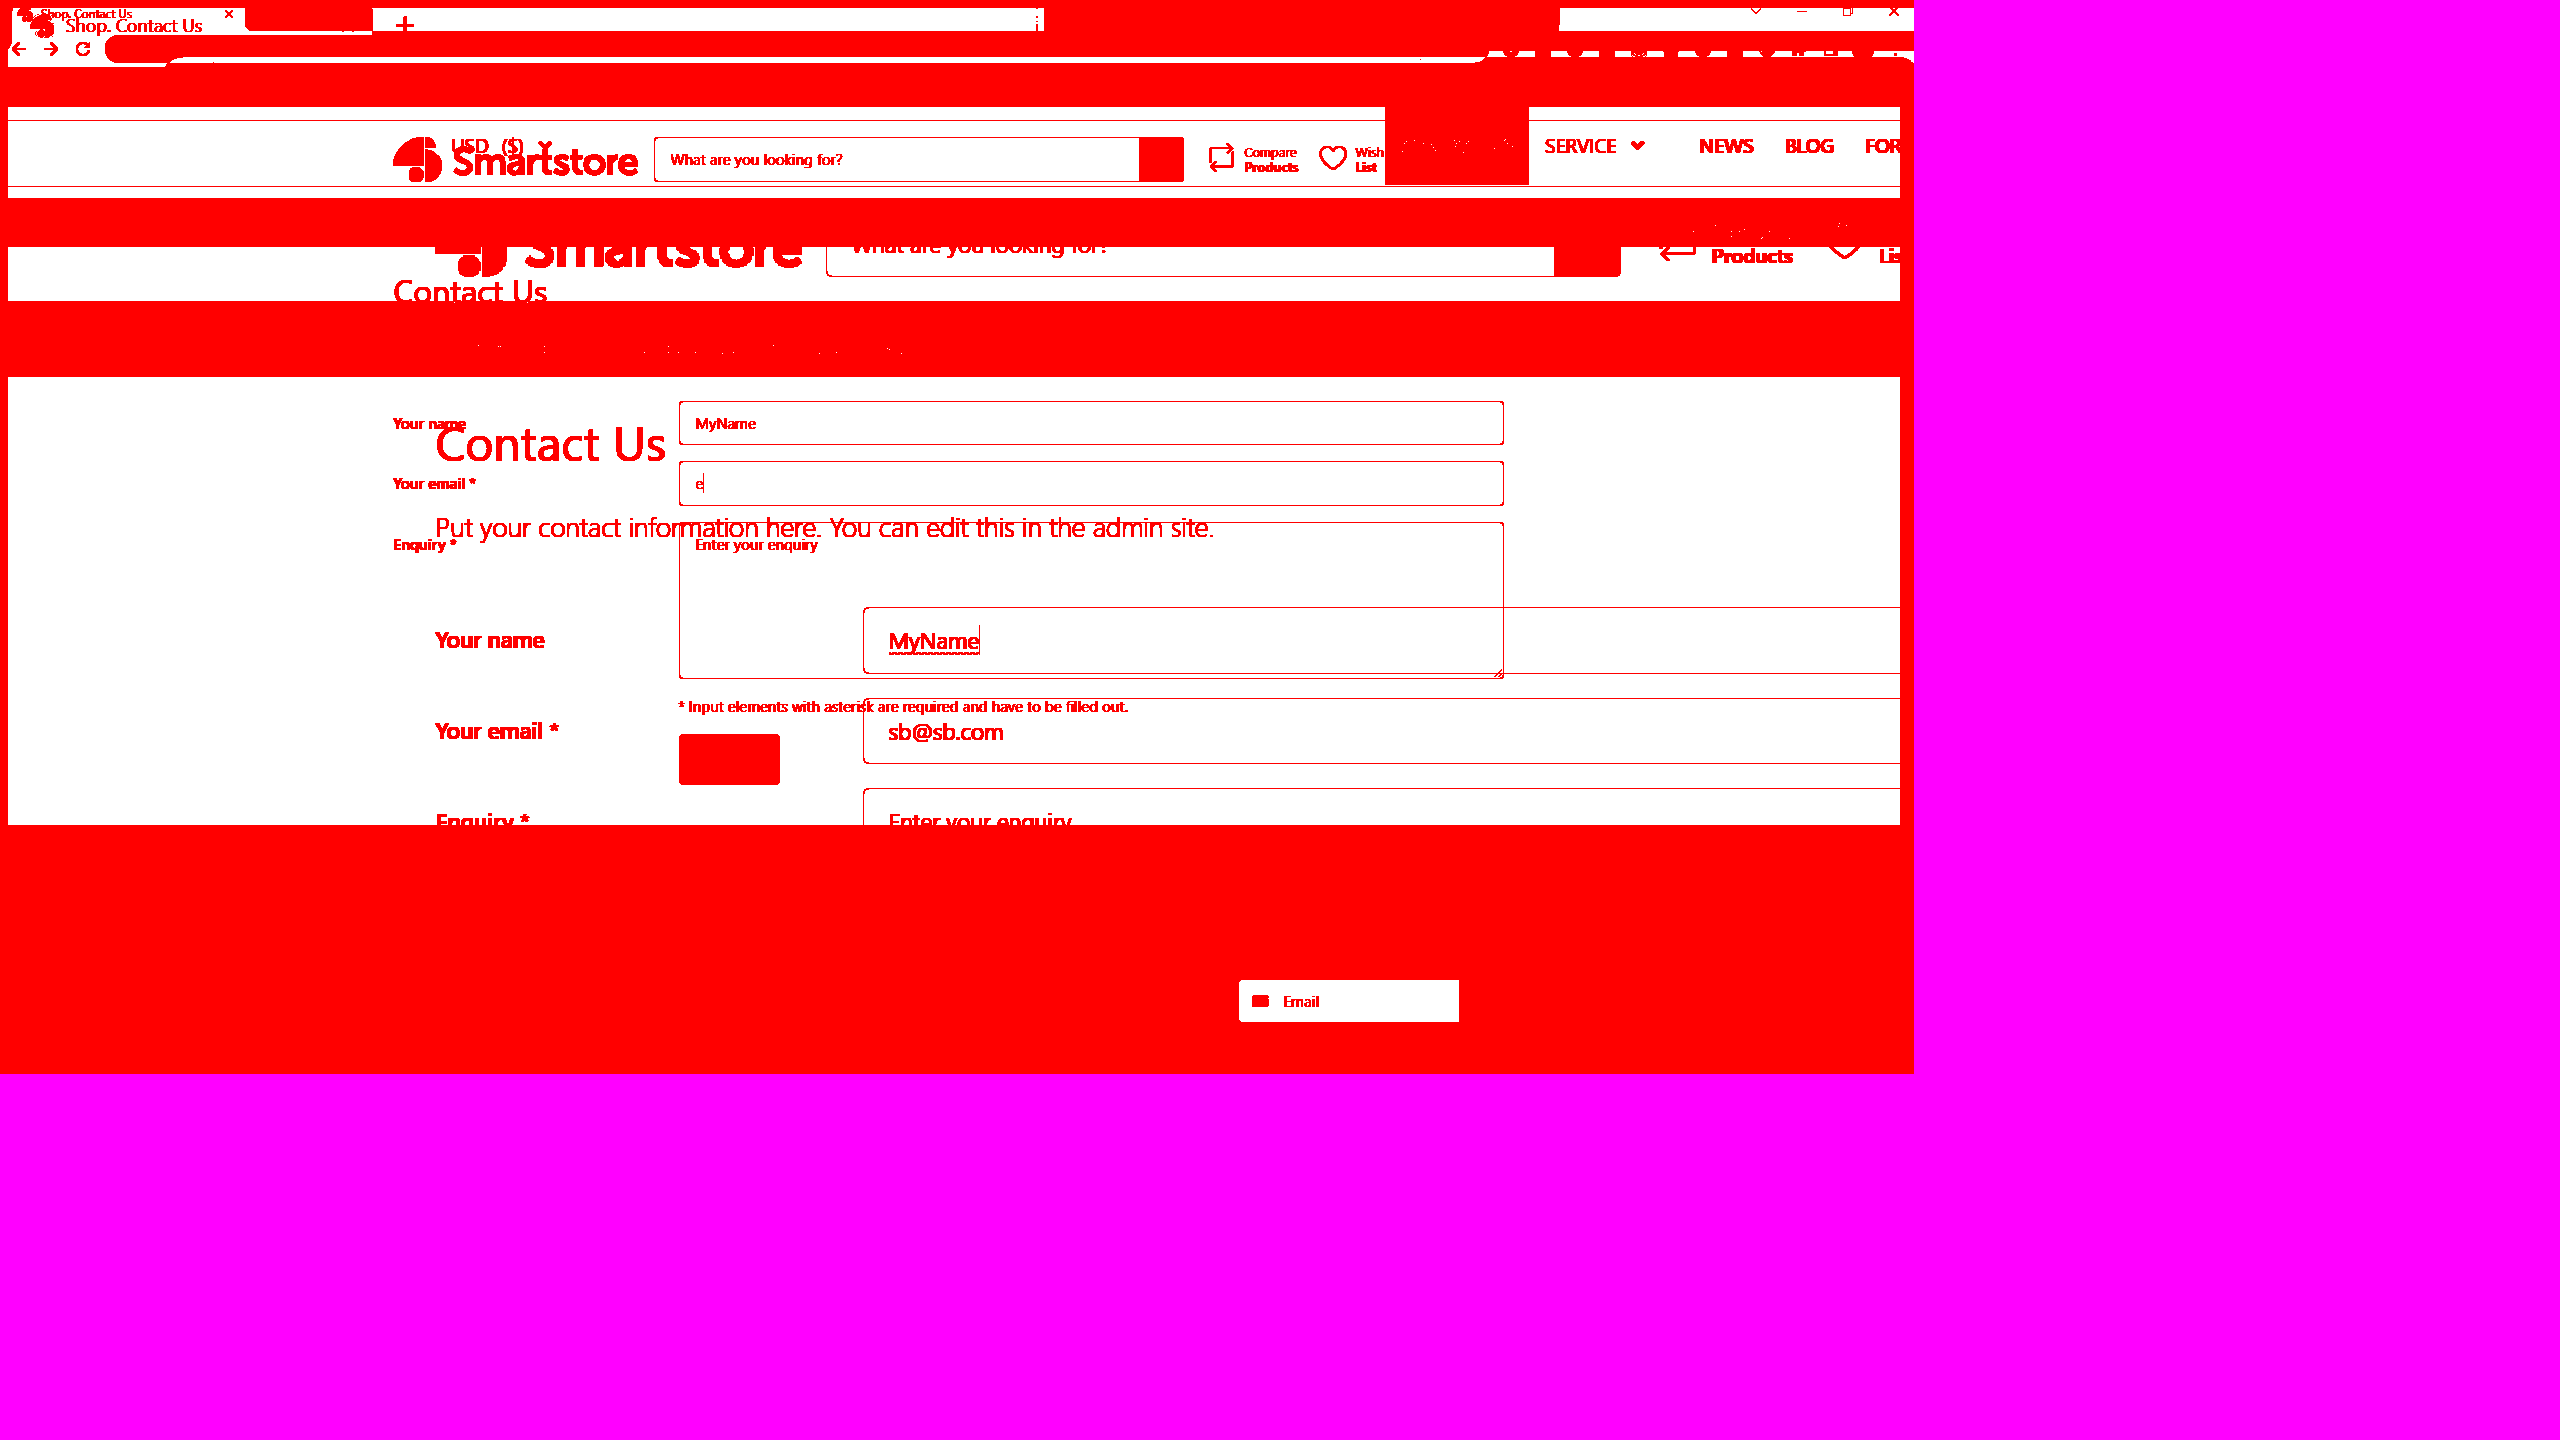 Shop. Contact Us
Shop. Contact Us
USD ($)
Smartstore
What are you looking for?
Compare
Products
Wish
List
SERVICE
NEWS
BLOG
FOR
Smartstore
What are you looking for?
Products
Lis
Contact Us
Your name
MyName
Contact Us
Your email *
e
Put your contact information here. You can edit this in the admin site.
Enquiry *
Enter your enquiry
Your name
MyName
* Input elements with asterisk are required and have to be filled out.
Your email *
sb@sb.com
Enquiry *
Enter your enquiry
Email